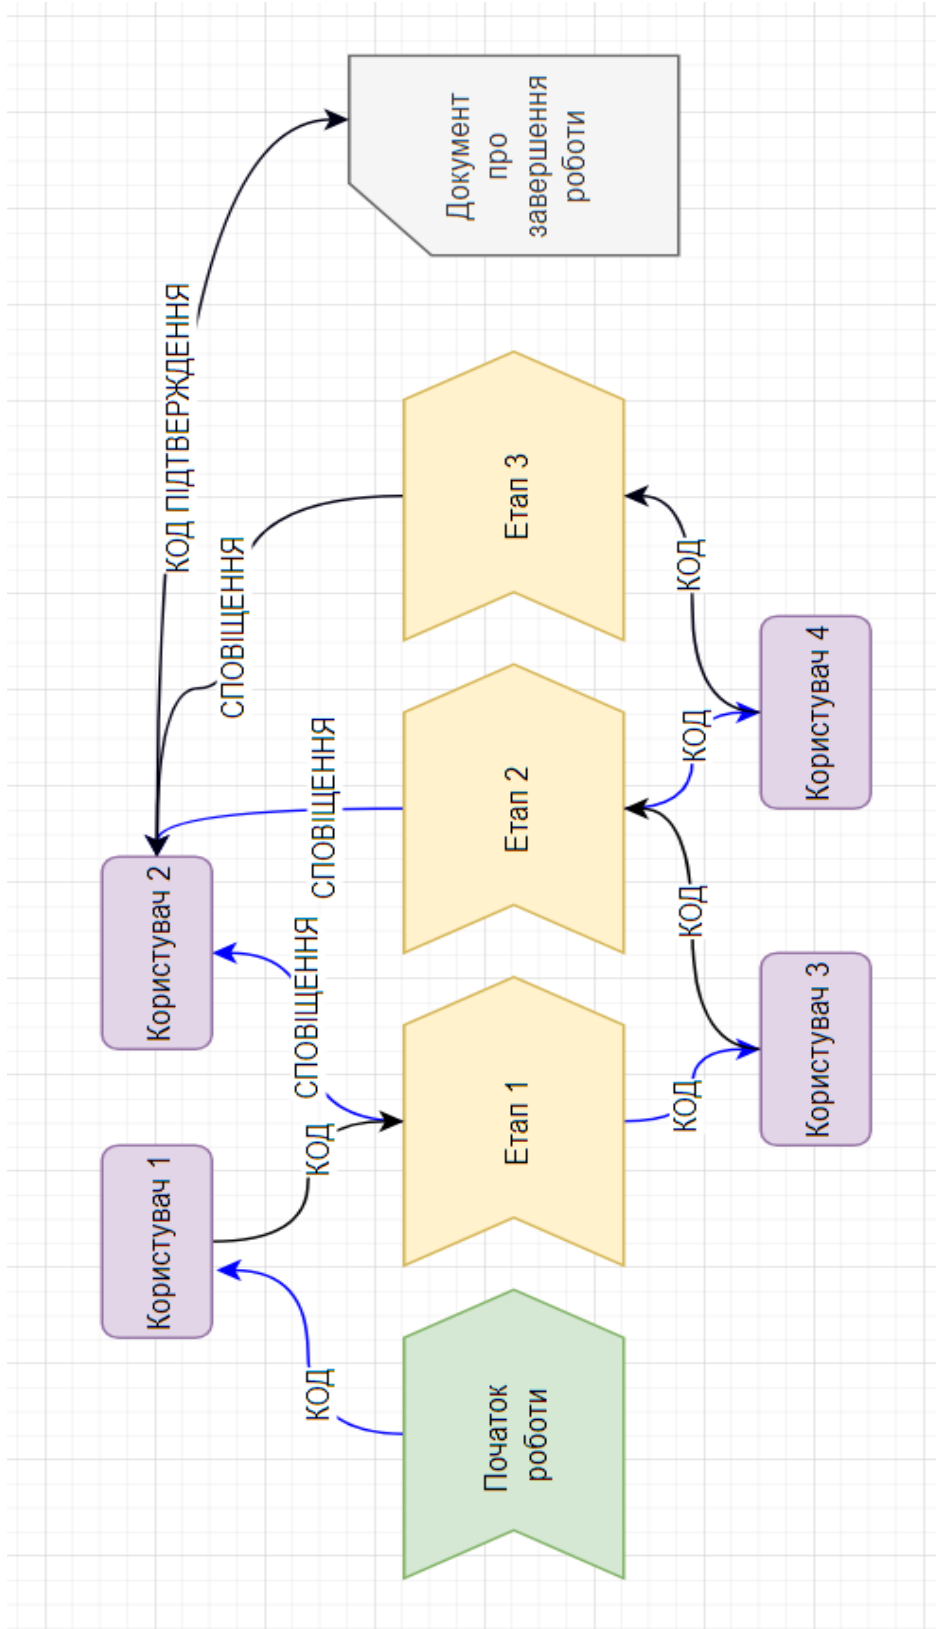 Користувач 1
Користувач 2
КОД ПІДТВЕРДЖЕННЯ
КОД
КОД
СПОВІЩЕННЯ
СПОВІЩЕННЯ
СПОВІЩЕННЯ
Початок
роботи
Етап 1
Етап 2
Етап 3
Документ
про
завершення
роботи
КОД
КОД
КОД
КОД
Користувач 3
Користувач 4